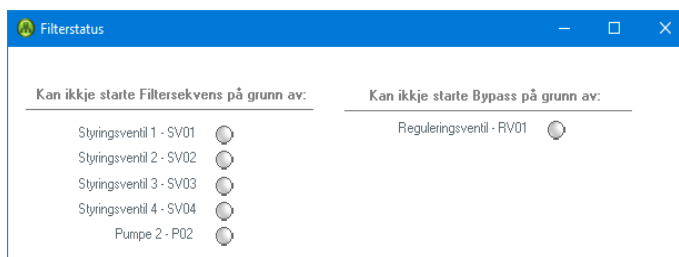 Filterstatus
Kan ikkje starte Filtersekvens på grunn av:
Styringsventil 1 - SV01
Styringsventil 2 - SV02
Styringsventil 3 - SV03
Styringsventil 4 - SV04
Pumpe 2 - P02
Kan ikkje starte Bypass på grunn av:
Reguleringsventil - RV01